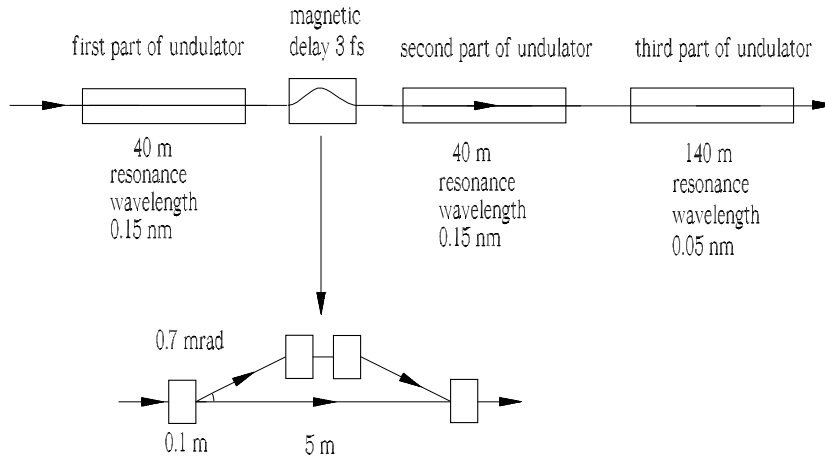 magnetic
delay 3 fs
first part of undulator
second part of undulator
third part of undulator
40 m
resonance
wavelength
0.15 nm
40 m
resonance
wavelength
0.15 nm
140 m
resonance
wavelength
0.05 nm
0.7 mrad
0.1 m
5 m